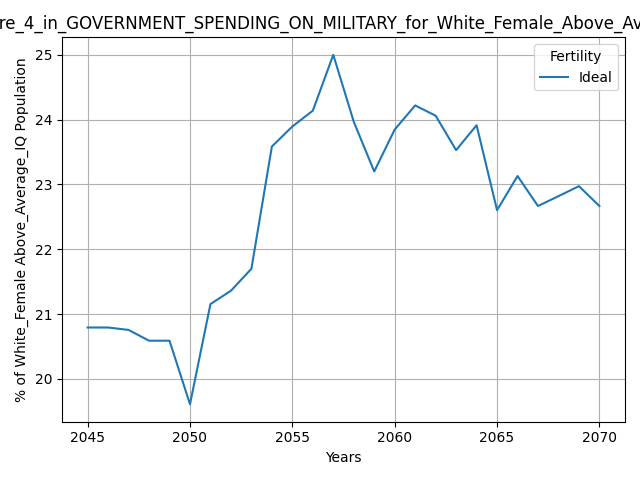 re_4_in_GOVERNMENT_SPENDING_ON_MILITARY_for_White_Female_Above_Av
% of White_Female Above_Average_IQ Population
25
24
23
22
21
20
Fertility
Ideal
2045 2050 2055 2060 2065 2070
Years